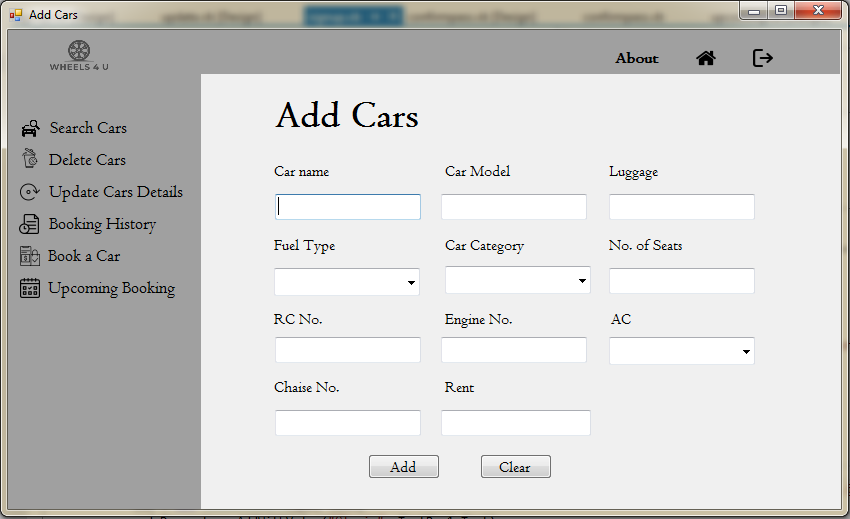 Add Cars
WHEELS 4 U
About
Search Cars
Delete Cars
Update Cars Details
Booking History
Book a Car
Upcoming Booking
Add Cars
Car name Car Model Luggage
Fuel Type Car Category No. of Seats
RC No. Engine No. AC
Chaise No. Rent
Add Clear